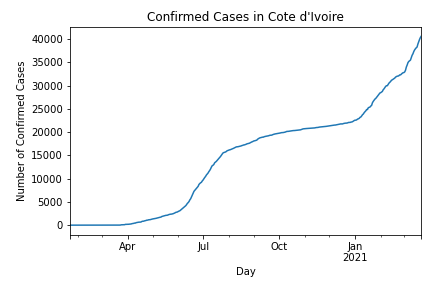 Confirmed Cases in Cote d'Ivoire
Number of Confirmed Cases
40000
35000
30000
25000
20000
15000
10000
5000
0
Apr
Jul
Oct
Jan
2021
Day